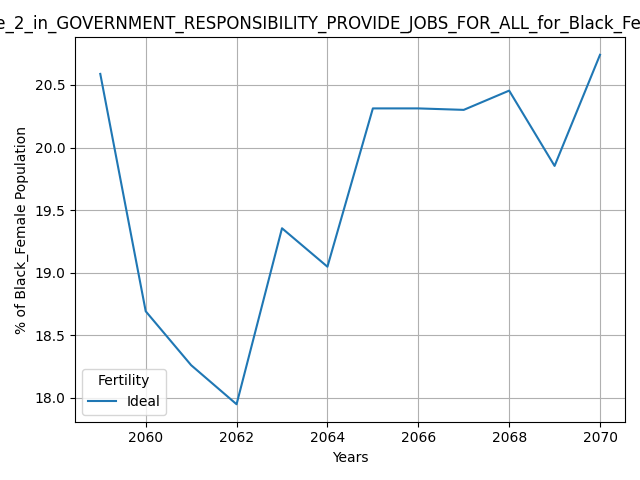 e_2_in_GOVERNMENT_RESPONSIBILITY_PROVIDE_JOBS_FOR_ALL_for_Black_Fe
20.5
20.0
19.5
19.0
18.5
18.0
% of Black_Female Population
Fertility
Ideal
2060 2062 2064 2066 2068 2070
Years